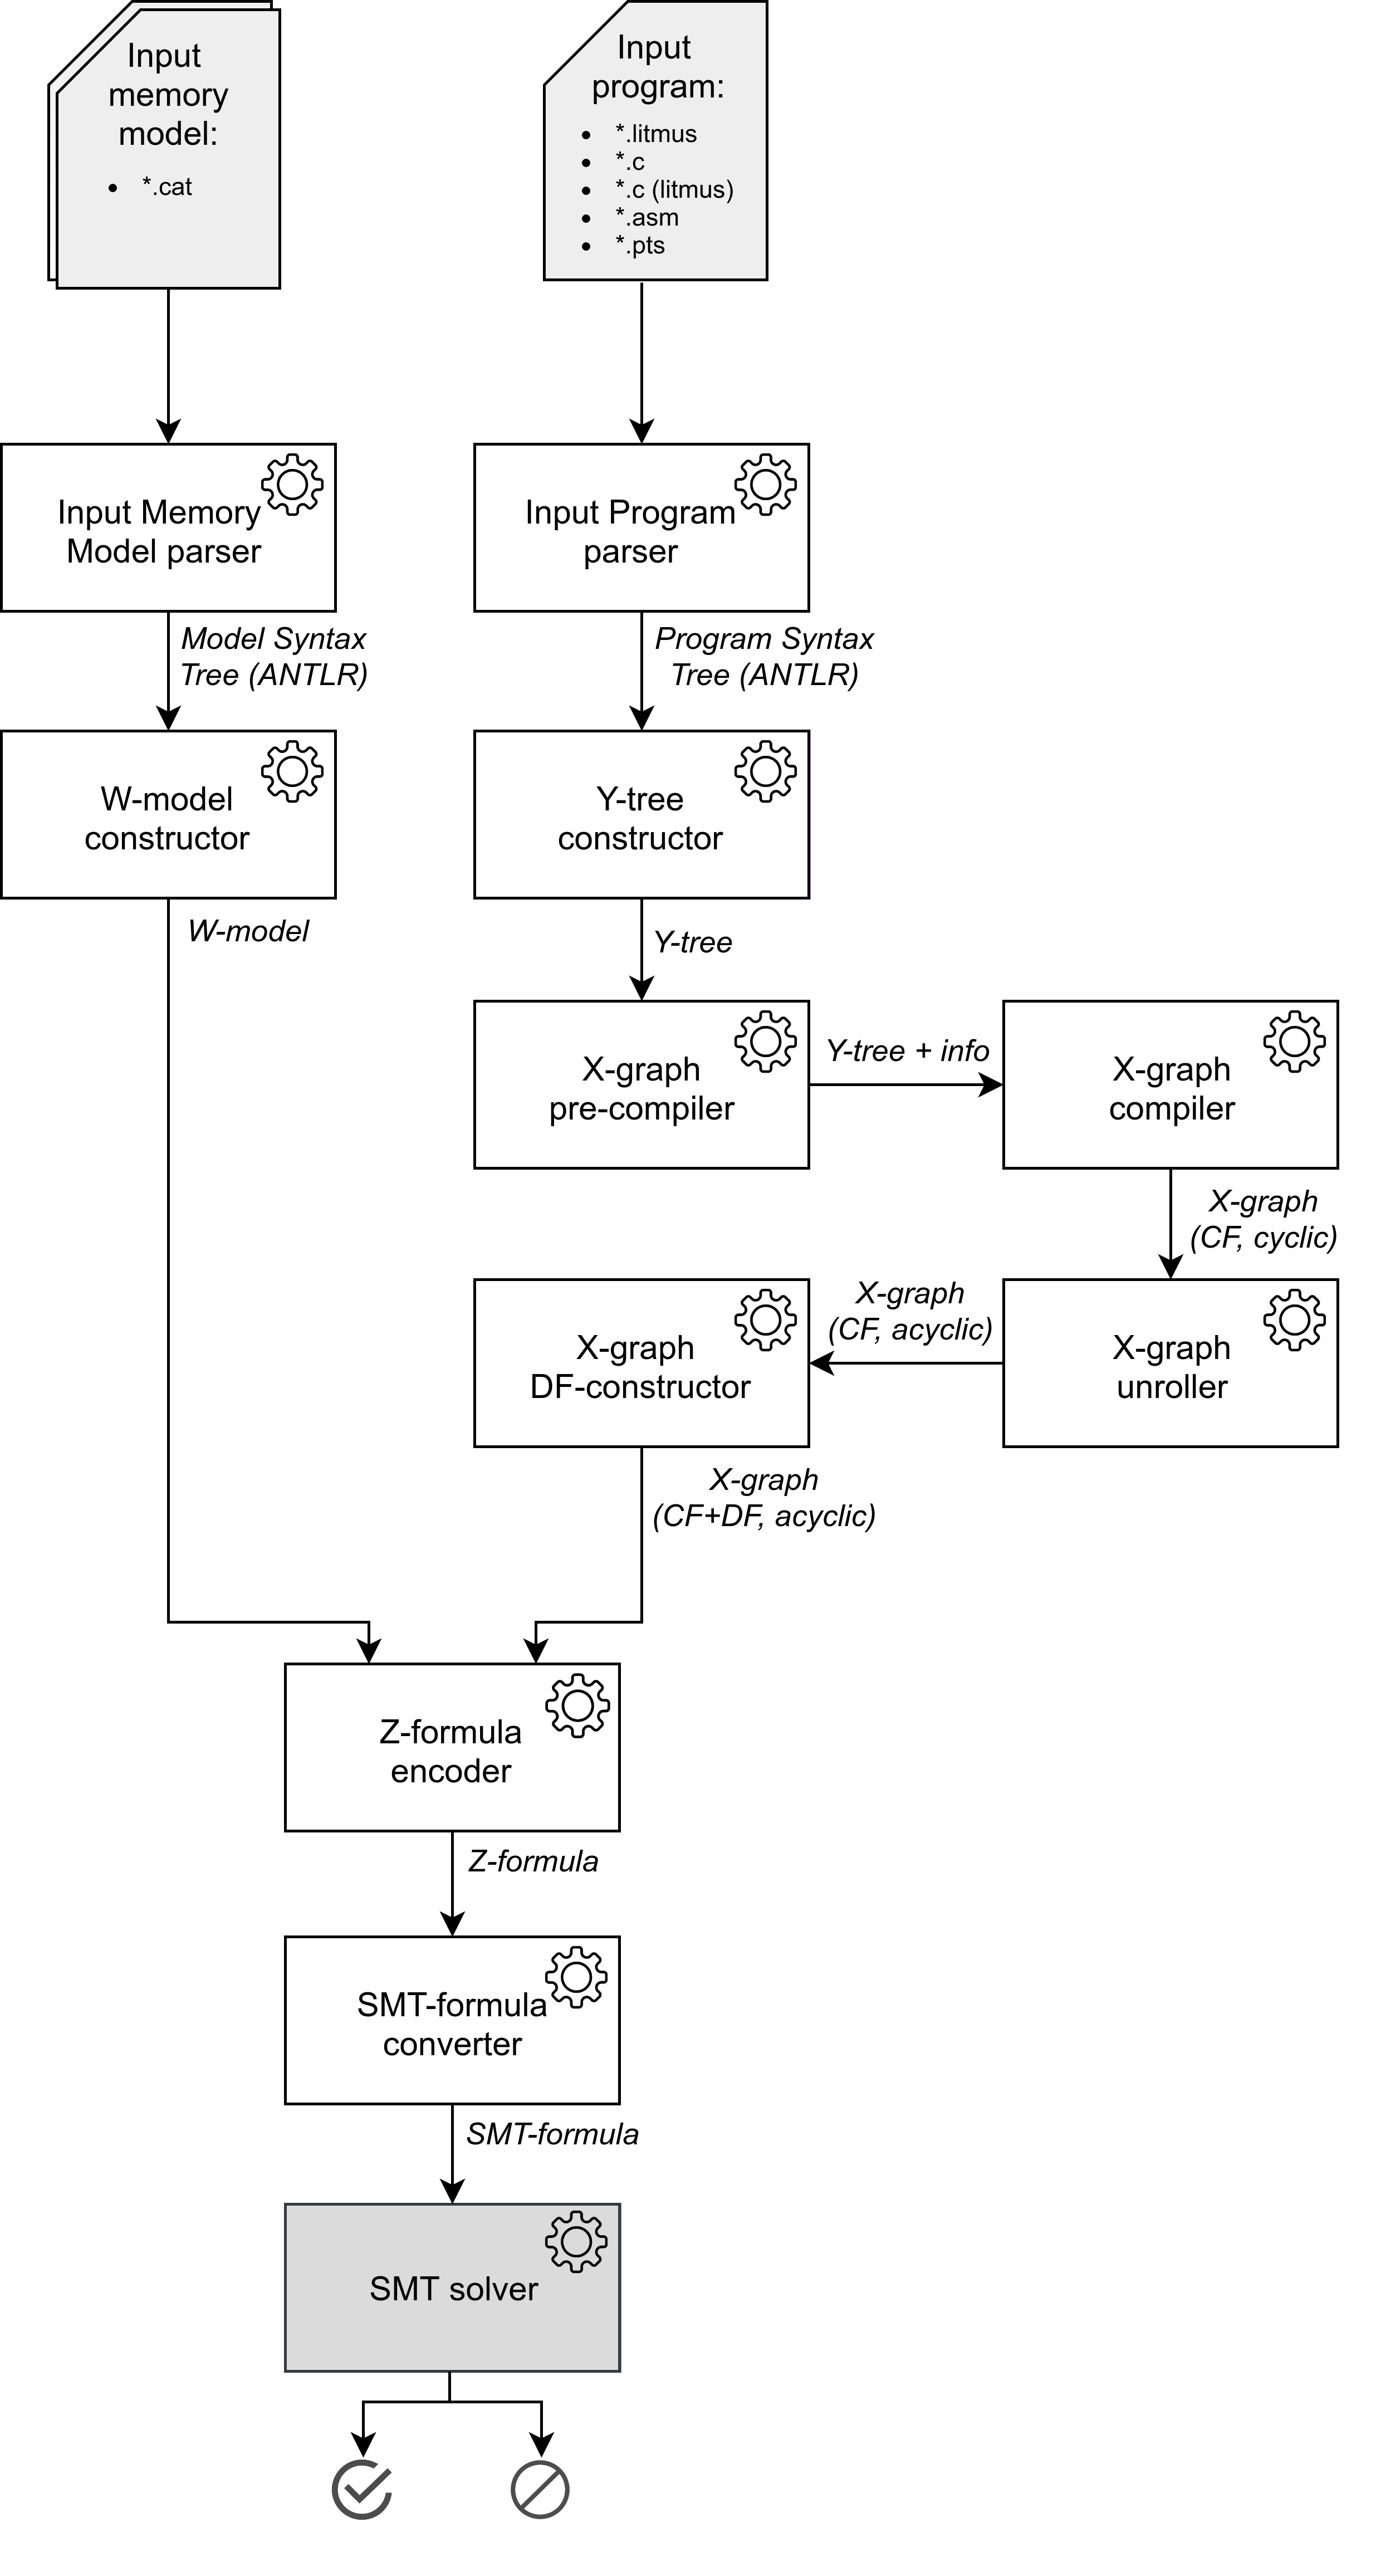 Input
memory
model:
• *.cat
Input
program:
• *.litmus
• *.c
• *.c (litmus)
• *.asm
• *.pts
Input Memory
Model parser
Input Program
parser
Model Syntax
Tree (ANTLR)
Program Syntax
Tree (ANTLR)
W-model
constructor
Y-tree
constructor
W-model
Y-tree
X-graph
pre-compiler
Y-tree + info
X-graph
compiler
X-graph
(CF, cyclic)
X-graph
unroller
X-graph
(CF, acyclic)
X-graph
DF-constructor
X-graph
(CF+DF, acyclic)
Z-formula
encoder
Z-formula
SMT-formula
converter
SMT-formula
SMT solver